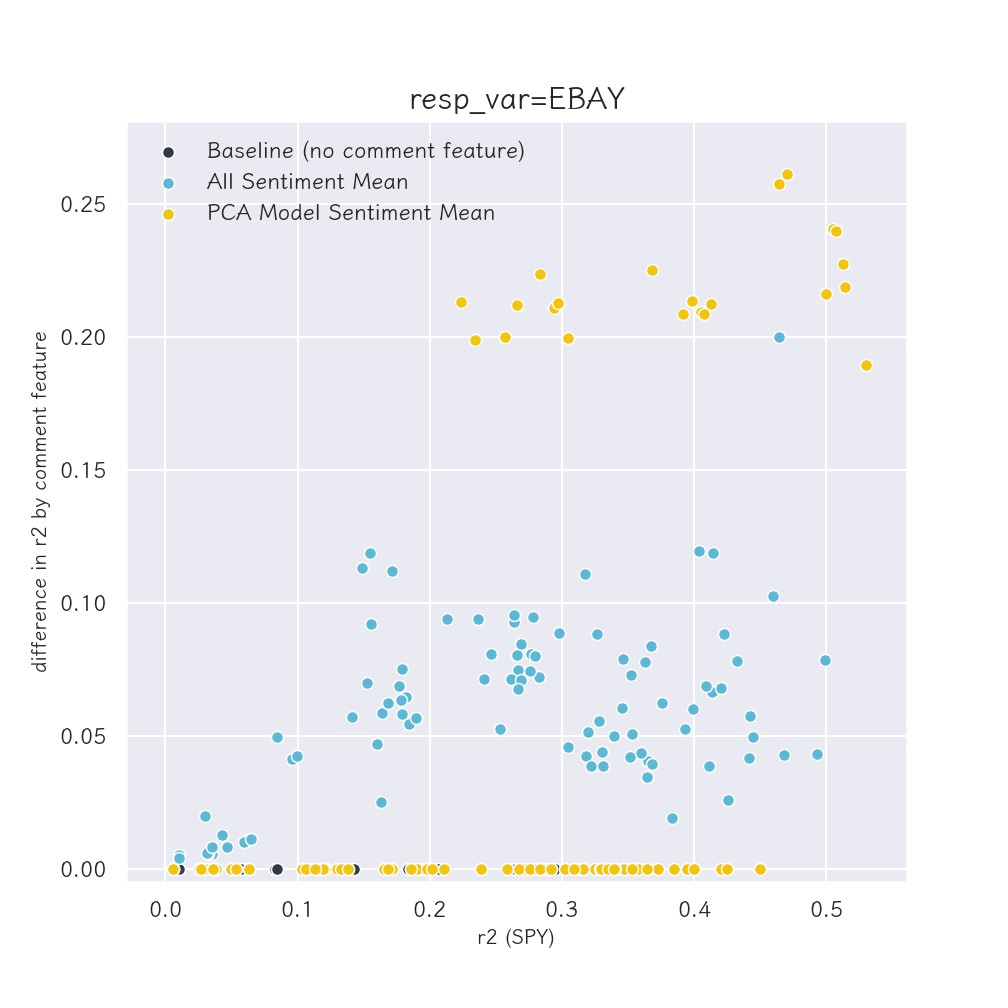 resp_var=EBAY
Baseline (no comment feature)
All Sentiment Mean
PCA Model Sentiment Mean
difference in r2 by comment feature
0.25
0.20
0.15
0.10
0.05
0.00
0.0 0.1 0.2 0.3 0.4 0.5
r2 (SPY)